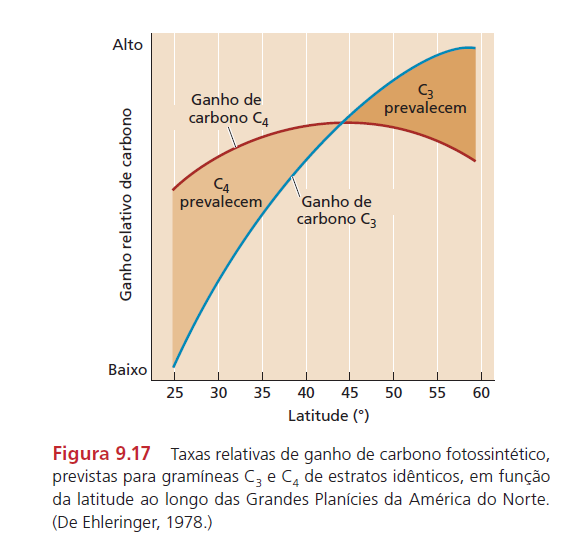 Alto
Ganho de
carbono C₄
C₃
prevalecem
C₄
prevalecem
Ganho de
carbono C₃
Ganho relativo de carbono
Baixo
25 30 35 40 45 50 55 60
Latitude (°)
Figura 9.17 Taxas relativas de ganho de carbono fotossintético,
previstas para gramíneas C₃ e C₄ de estratos idênticos, em função
da latitude ao longo das Grandes Planícies da América do Norte.
(De Ehleringer, 1978.)